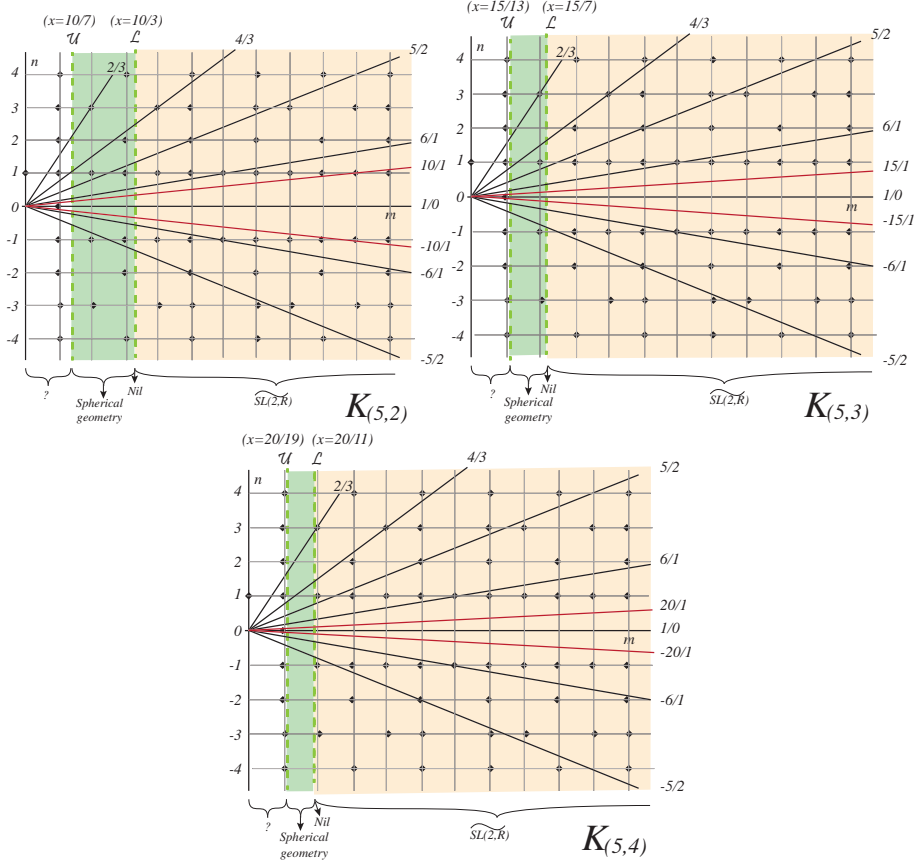 (x=10/7) (x=10/3)
U L
n
4/3
5/2
2/3
4
3
2
1
0
-1
-2
-3
-4
6/1
10/1
1/0
m
-10/1
-6/1
-5/2
?
Spherical
geometry
Nil
SL(2,R)
K(5,2)
(x=15/13) (x=15/7)
U L
n
4/3
5/2
2/3
4
3
2
1
0
-1
-2
-3
-4
6/1
15/1
1/0
m
-15/1
-6/1
-5/2
?
Spherical
geometry
Nil
SL(2,R)
K(5,3)
(x=20/19) (x=20/11)
U L
n
4/3
5/2
2/3
4
3
2
1
0
-1
-2
-3
-4
6/1
20/1
1/0
m
-20/1
-6/1
-5/2
?
Spherical
geometry
Nil
SL(2,R)
K(5,4)